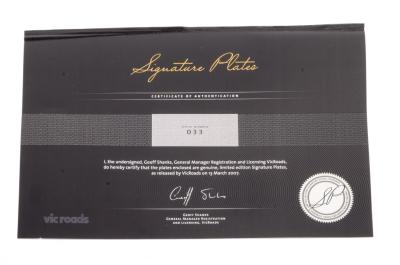 Signature Plates
CERTIFICATE OF AUTHENTICATION
033
I, the undersigned, Geoff Shanks, General Manager Registration and Licensing VicRoads,
do hereby certify that the plates enclosed are genuine, limited edition Signature Plates,
as released by VicRoads on 13 March 2007.
GEOFF SHANKS
GENERAL MANAGER REGISTRATION
AND LICENSING, VICROADS
vic roads
SP